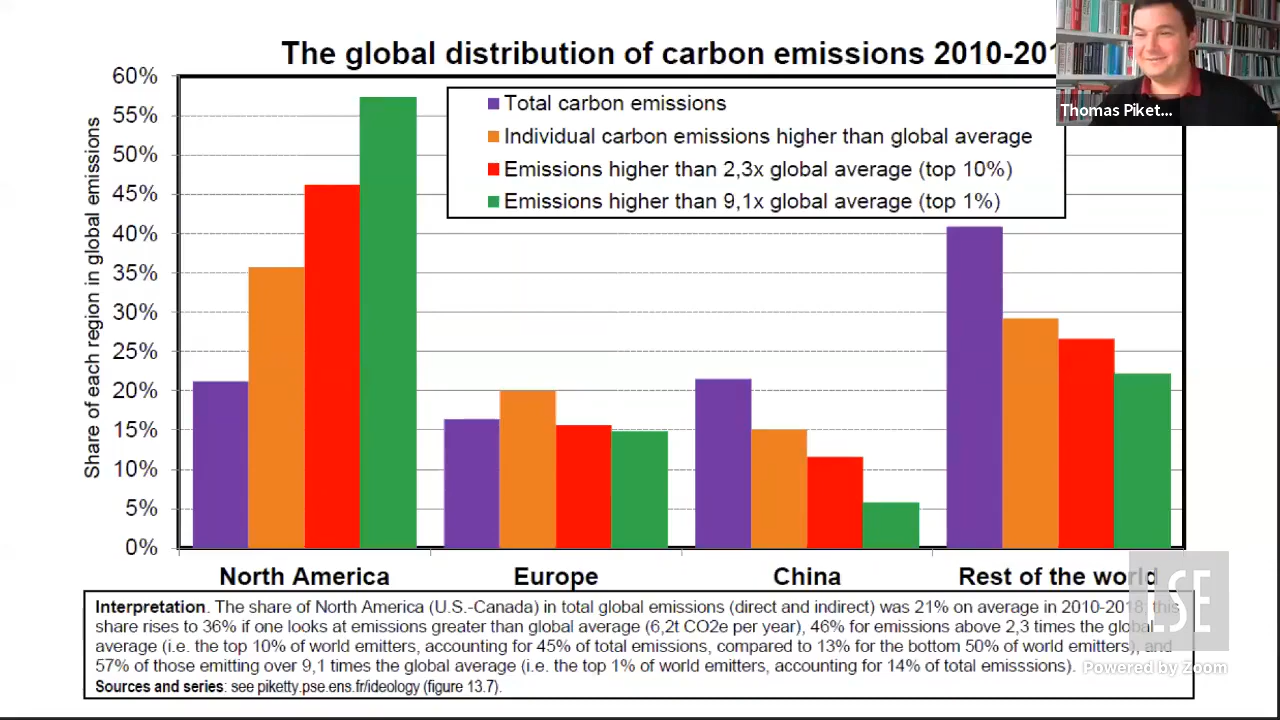 The global distribution of carbon emissions 2010-201
Thomas Piket...
60%
55%
50%
45%
40%
35%
30%
25%
20%
15%
10%
5%
0%
Share of each region in global emissions
Total carbon emissions
Individual carbon emissions higher than global average
Emissions higher than 2,3x global average (top 10%)
Emissions higher than 9,1x global average (top 1%)
North America
Europe
China
Rest of the world
Interpretation. The share of North America (U.S.-Canada) in total global emissions (direct and indirect) was 21% on average in 2010-2018; this
share rises to 36% if one looks at emissions greater than global average (6,2t CO2e per year), 46% for emissions above 2,3 times the global
average (i.e. the top 10% of world emitters, accounting for 45% of total emissions, compared to 13% for the bottom 50% of world emitters), and
57% of those emitting over 9,1 times the global average (i.e. the top 1% of world emitters, accounting for 14% of total emisssions).
Sources and series: see piketty.pse.ens.fr/ideology (figure 13.7).
LSE
Powered by Zoom